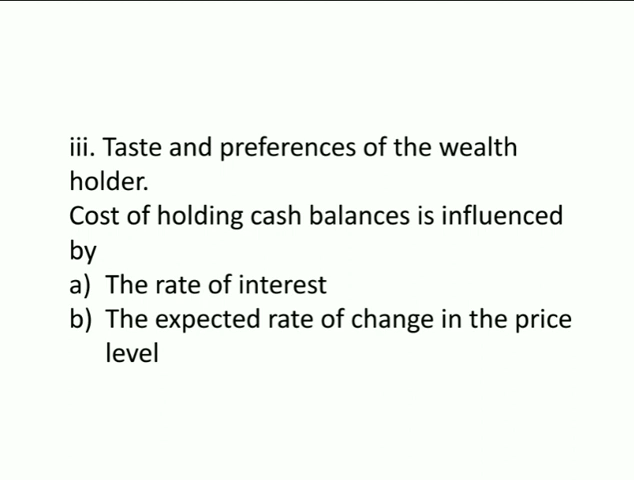 iii. Taste and preferences of the wealth
holder.
Cost of holding cash balances is influenced
by
a) The rate of interest
b) The expected rate of change in the price
level